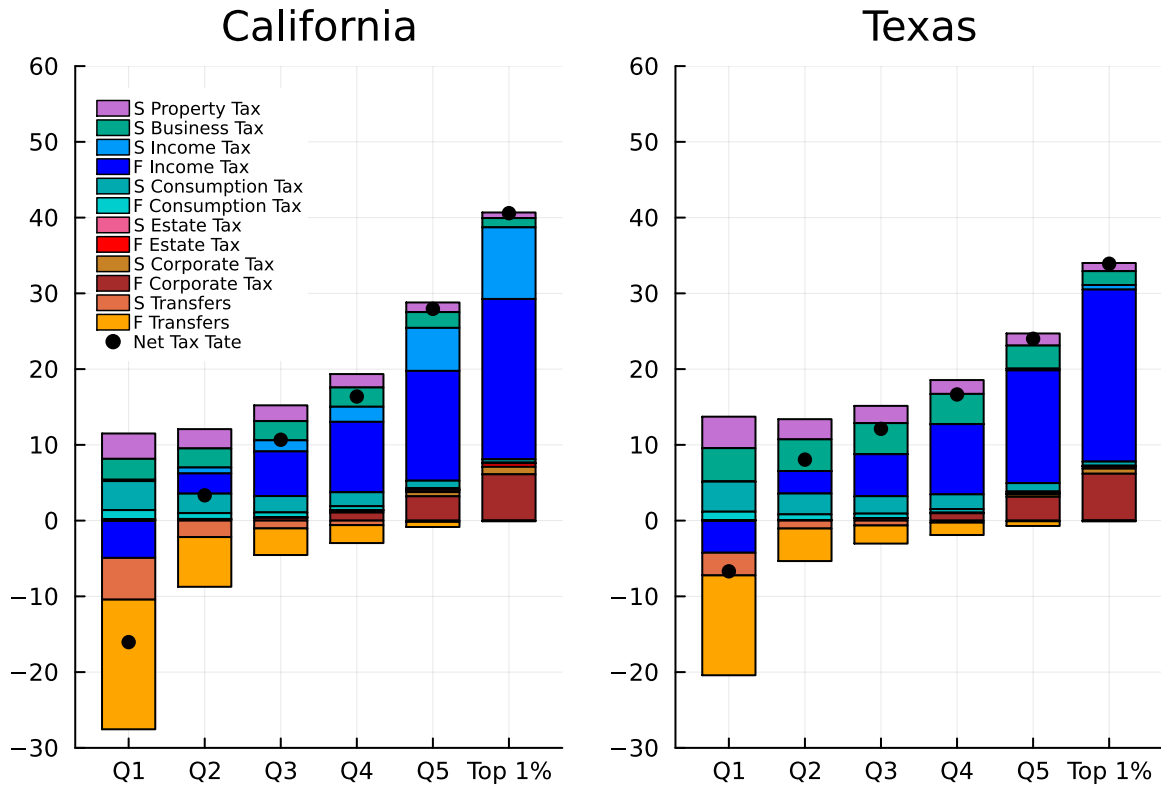 California
60
50
40
30
20
10
0
−10
−20
−30
S Property Tax
S Business Tax
S Income Tax
F Income Tax
S Consumption Tax
F Consumption Tax
S Estate Tax
F Estate Tax
S Corporate Tax
F Corporate Tax
S Transfers
F Transfers
Net Tax Tate
Q1 Q2 Q3 Q4 Q5 Top 1%
Texas
60
50
40
30
20
10
0
−10
−20
−30
Q1 Q2 Q3 Q4 Q5 Top 1%